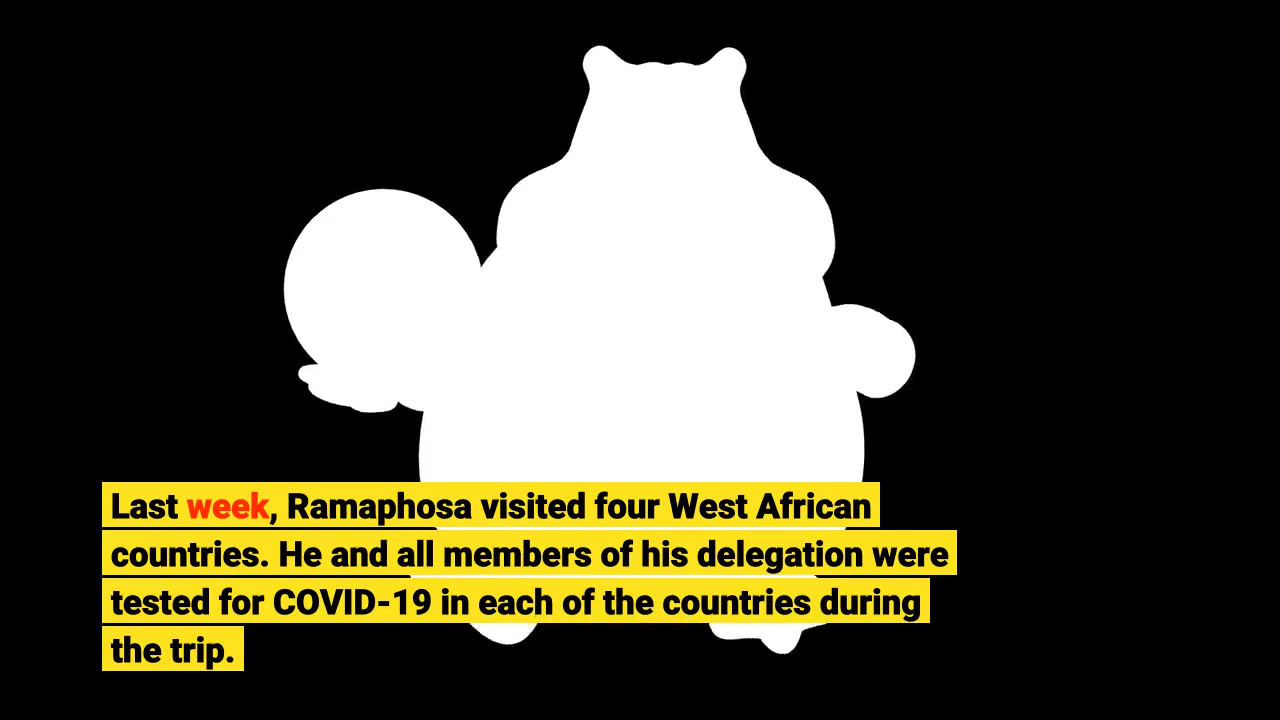 Last week, Ramaphosa visited four West African
countries. He and all members of his delegation were
tested for COVID-19 in each of the countries during
the trip.